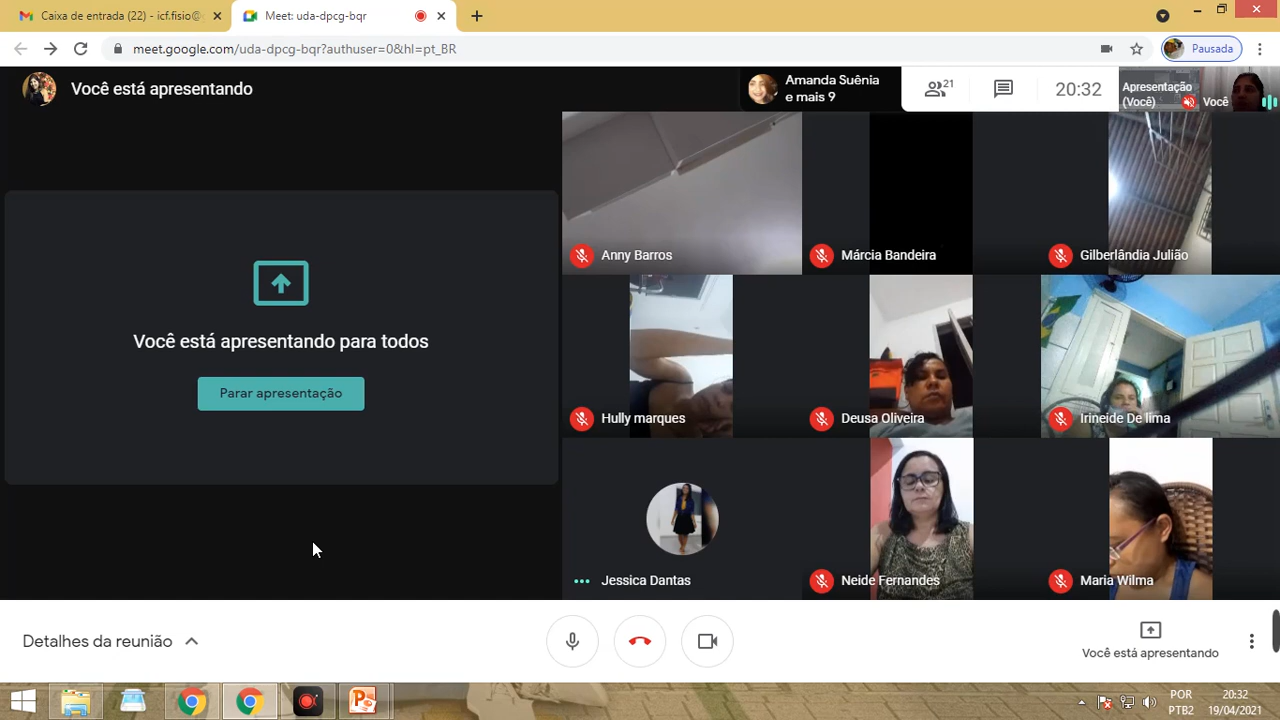 Caixa de entrada (22) - icf.fisio@
Meet: uda-dpcg-bqr
meet.google.com/uda-dpcg-bqr?authuser=0&hl=pt_BR
Pausada
Você está apresentando
Amanda Suênia
e mais 9
21
20:32
Apresentação
(Você)
Você
Anny Barros
Márcia Bandeira
Gilberlândia Julião
Você está apresentando para todos
Parar apresentação
Hully marques
Deusa Oliveira
Irineide De lima
Jessica Dantas
Neide Fernandes
Maria Wilma
Detalhes da reunião
Você está apresentando
POR
PTB2
20:32
19/04/2021